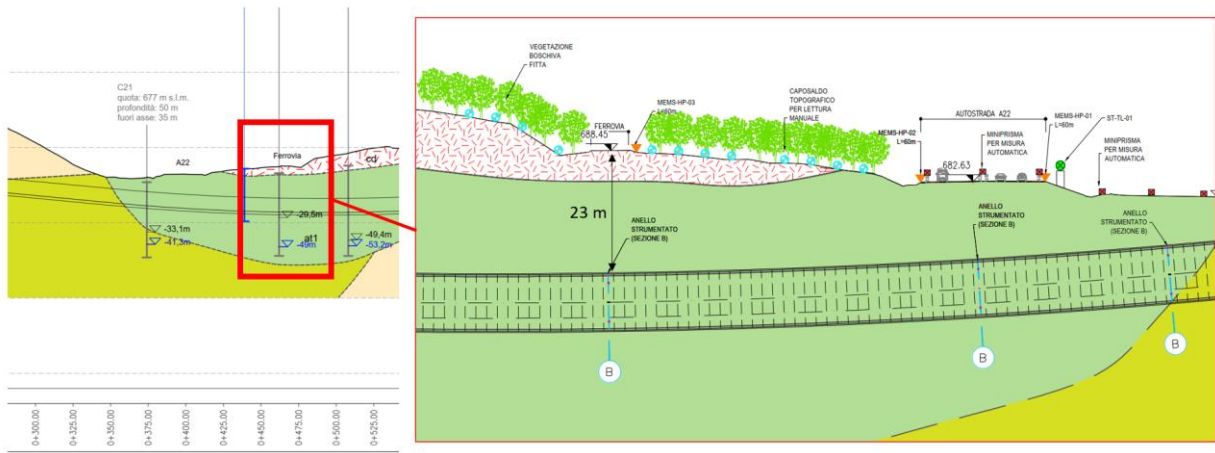 C21
quota: 677 m s.l.m.
profondità: 50 m
fuori asse: 35 m
A22
Ferrovia
cd
-29,5m
-33,1m
-41,3m
at1
-49m
-49,4m
-53,2m
0+300.00
0+325.00
0+375.00
0+400.00
0+425.00
0+450.00
0+475.00
0+500.00
0+525.00
VEGETAZIONE
BOSCHIVA
FITTA
MEMS-HP-03
L=60m
FERROVIA
688.45
CAPOSALDO
TOPOGRAFICO
PER LETTURA
MANUALE
MEMS-HP-02
L=60m
AUTOSTRADA A22
MINIPRISMA
PER MISURA
AUTOMATICA
682.63
MEMS-HP-01
L=60m
ST-TL-01
MINIPRISMA
PER MISURA
AUTOMATICA
23 m
ANELLO
STRUMENTATO
(SEZIONE B)
ANELLO
STRUMENTATO
(SEZIONE B)
ANELLO
STRUMENTATO
(SEZIONE B)
B
B
B